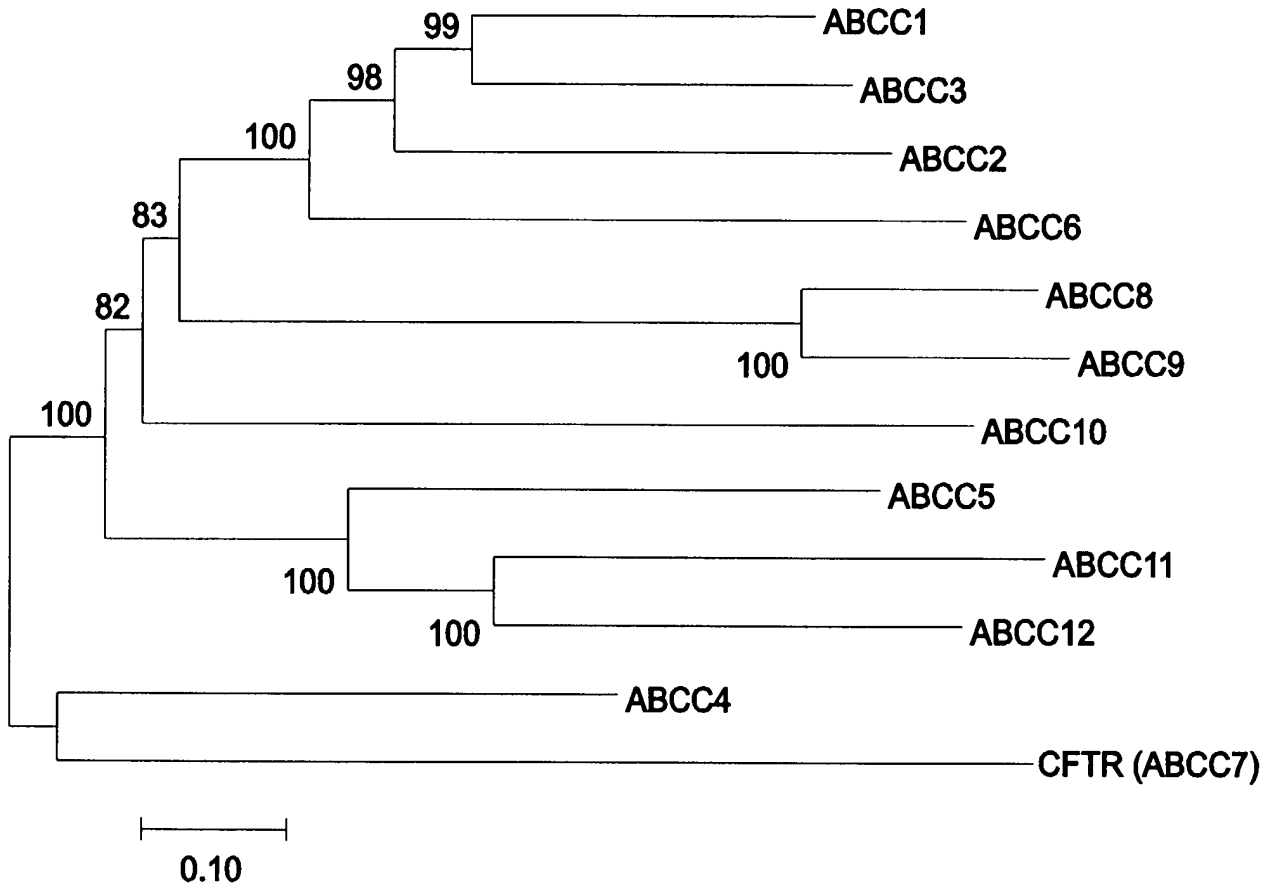 99
ABCC1
98
ABCC3
100
ABCC2
83
ABCC6
82
ABCC8
100
ABCC9
100
ABCC10
ABCC5
100
ABCC11
100
ABCC12
ABCC4
CFTR (ABCC7)
0.10